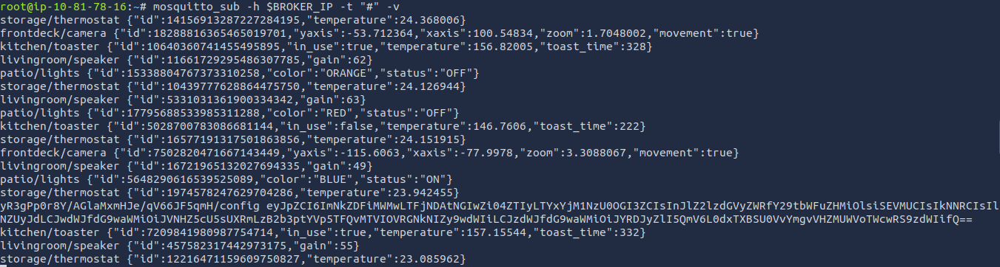 root@ip-10-81-78-16:~# mosquitto_sub -h $BROKER_IP -t "#" -v
storage/thermostat {"id":14156913287227284195,"temperature":24.368006}
frontdeck/camera {"id":18288816365465019701,"yaxis":-53.712364,"xaxis":100.54834,"zoom":1.7048002,"movement":true}
kitchen/toaster {"id":10640360741455495895,"in_use":true,"temperature":156.82005,"toast_time":328}
livingroom/speaker {"id":11661729295486307785,"gain":62}
patio/lights {"id":15338804767373310258,"color":"ORANGE","status":"OFF"}
storage/thermostat {"id":10439777628864475750,"temperature":24.126944}
livingroom/speaker {"id":5331031361900334342,"gain":63}
patio/lights {"id":17795688533985311288,"color":"RED","status":"OFF"}
kitchen/toaster {"id":5028700783086681144,"in_use":false,"temperature":146.7606,"toast_time":222}
storage/thermostat {"id":16577191317501863856,"temperature":24.151915}
frontdeck/camera {"id":7502820471667143449,"yaxis":-115.6063,"xaxis":-77.9978,"zoom":3.3088067,"movement":true}
livingroom/speaker {"id":16721965132027694335,"gain":49}
patio/lights {"id":5648290616539525089,"color":"BLUE","status":"ON"}
storage/thermostat {"id":1974578247629704286,"temperature":23.942455}
yR3gPp0r8Y/AGlaMxmHJe/qV66JF5qmH/config eyJpZCI6ImNkZDFiMWMwLTFjNDAtNGIwZi04ZTIyLTYxYjM1NzU0OGI3ZCIsInJlZ2lzdGVyZWRfY29tbWFuZHMiOlsiSEVMUCIsIkNNRCIsIl
NZUyJdLCJwdWJfdG9waWMiOiJVNHZ5cU5sUXRmLzB2b3ptYVp5TFQvMTVIOVRGNkNIZy9wdWIiLCJzdWJfdG9waWMiOiJYRDJyZlI5QmV6L0dxTXBSU0VvYmgvVHZMUWVoTWcwRS9zdWIifQ==
kitchen/toaster {"id":7209841980987754714,"in_use":true,"temperature":157.15544,"toast_time":332}
livingroom/speaker {"id":457582317442973175,"gain":55}
storage/thermostat {"id":12216471159609750827,"temperature":23.085962}